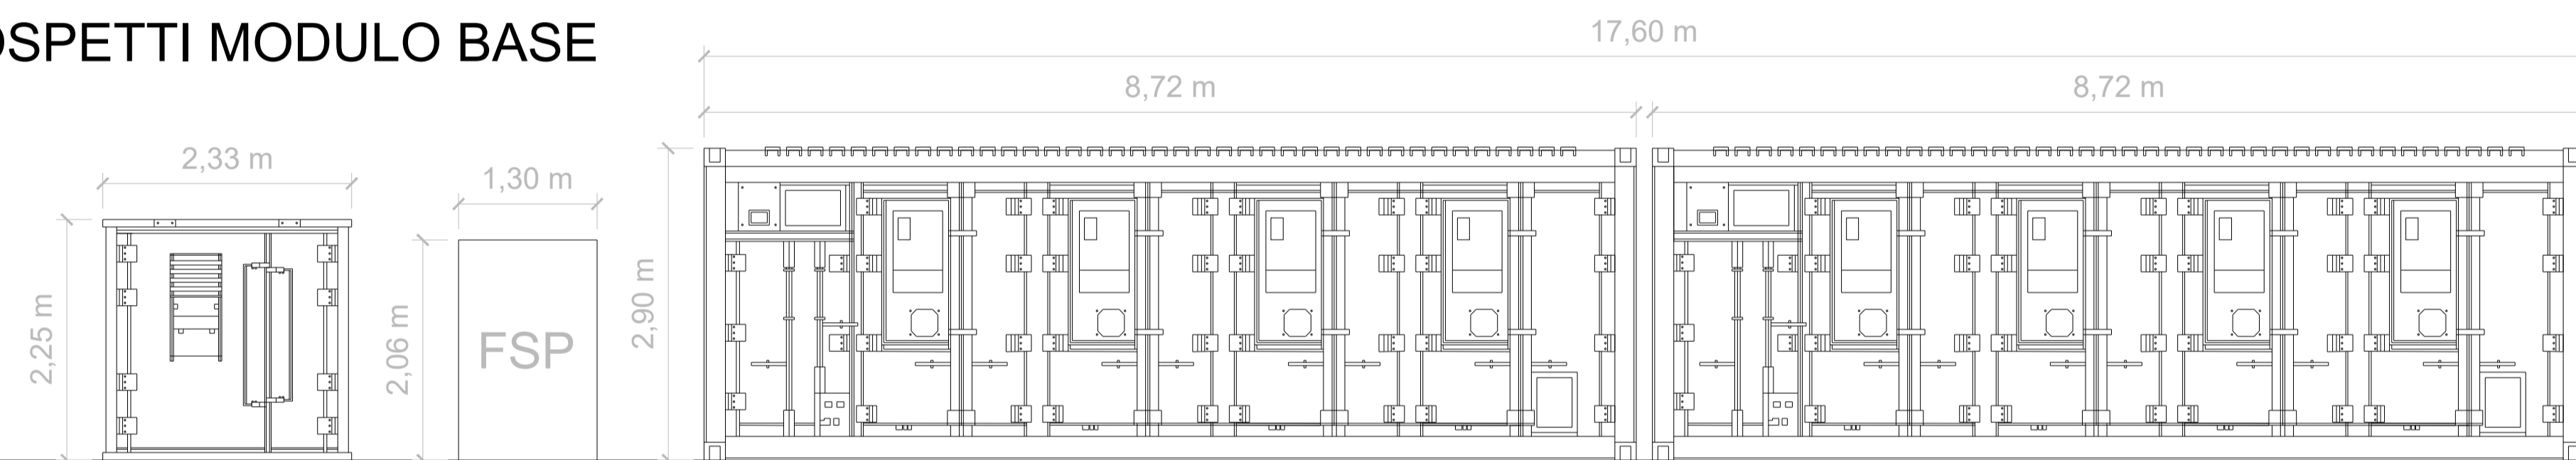 OSPETTI MODULO BASE
17,60 m
8,72 m
8,72 m
2,33 m
1,30 m
2,25 m
2,06 m
FSP
2,90 m